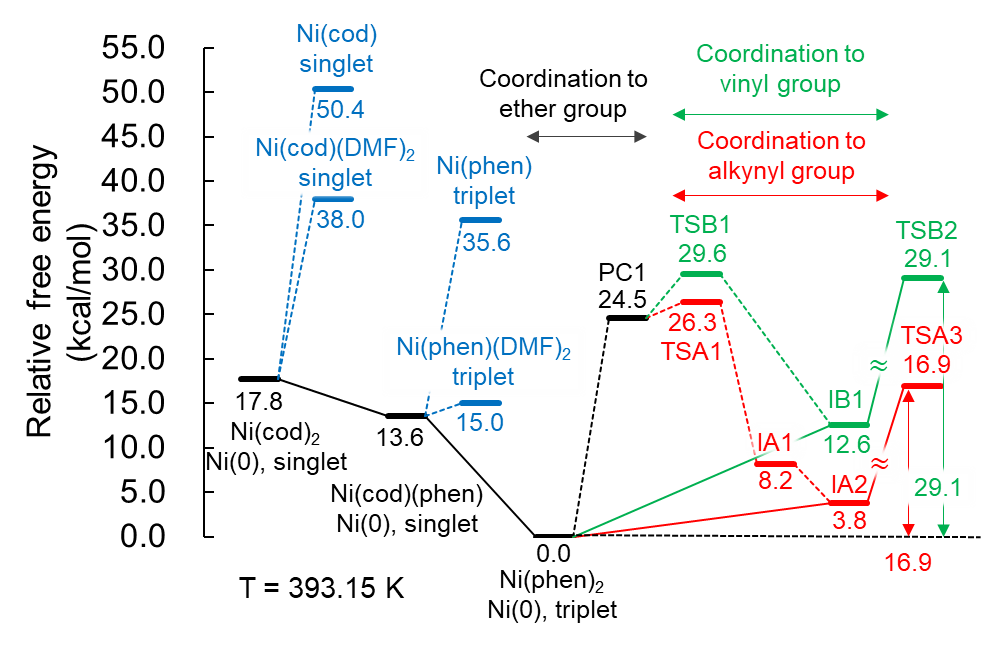 Relative free energy
(kcal/mol)
55.0
50.0
45.0
40.0
35.0
30.0
25.0
20.0
15.0
10.0
5.0
0.0
Ni(cod)
singlet
50.4
Ni(cod)(DMF)2
singlet
38.0
Ni(phen)
triplet
35.6
Ni(phen)(DMF)2
triplet
15.0
17.8
Ni(cod)2
Ni(0), singlet
13.6
Ni(cod)(phen)
Ni(0), singlet
0.0
Ni(phen)2
Ni(0), triplet
T = 393.15 K
Coordination to
ether group
Coordination to
vinyl group
Coordination to
alkynyl group
PC1
24.5
TSB1
29.6
26.3
TSA1
IA1
8.2
IB1
12.6
IA2
3.8
≈
≈
TSB2
29.1
TSA3
16.9
29.1
16.9